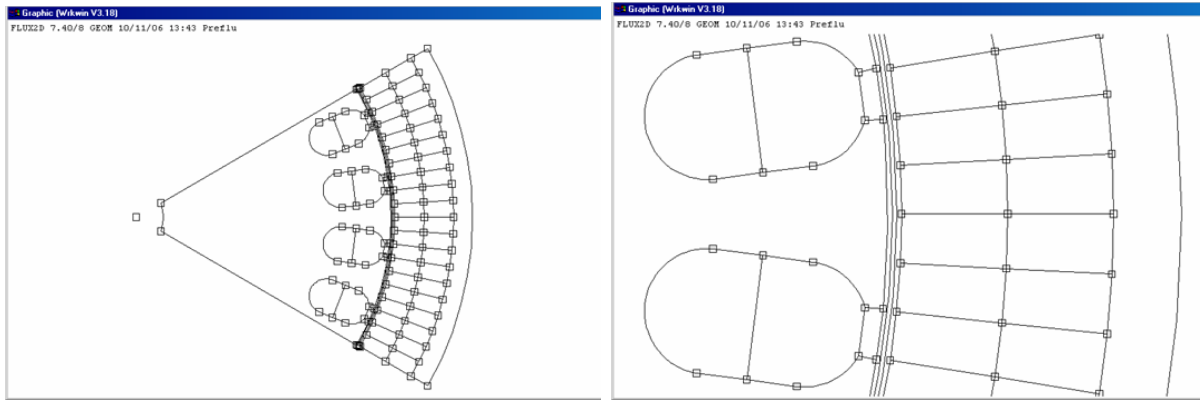 Graphic (Wrkwin V3.18)
FLUX2D 7.40/8 GEOM 10/11/06 13:43 Preflu
Graphic (Wrkwin V3.18)
FLUX2D 7.40/8 GEOM 10/11/06 13:43 Preflu